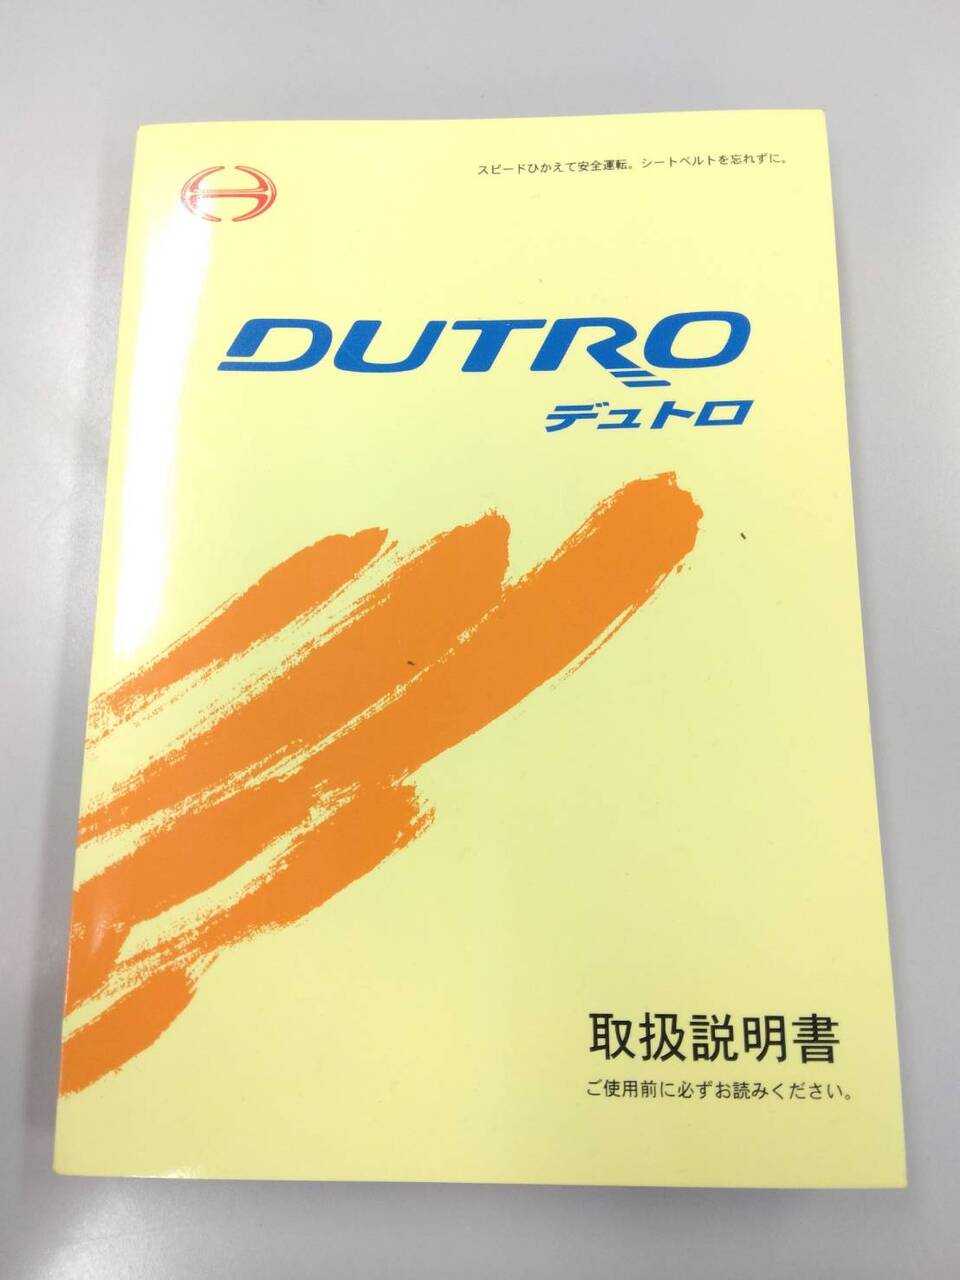 スピードひかえて安全運転。シートベルトを忘れずに。
DUTRO
デュトロ
取扱説明書
ご使用前に必ずお読みください。